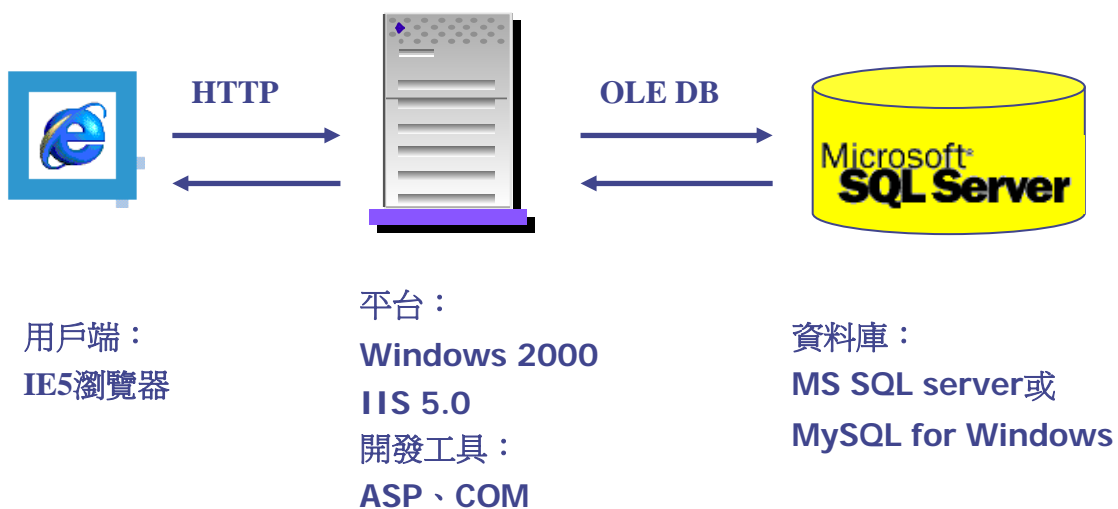 HTTP
OLE DB
Microsoft
SQL Server
用戶端：
IE5瀏覽器
平台：
Windows 2000
IIS 5.0
開發工具：
ASP、COM
資料庫：
MS SQL server或
MySQL for Windows